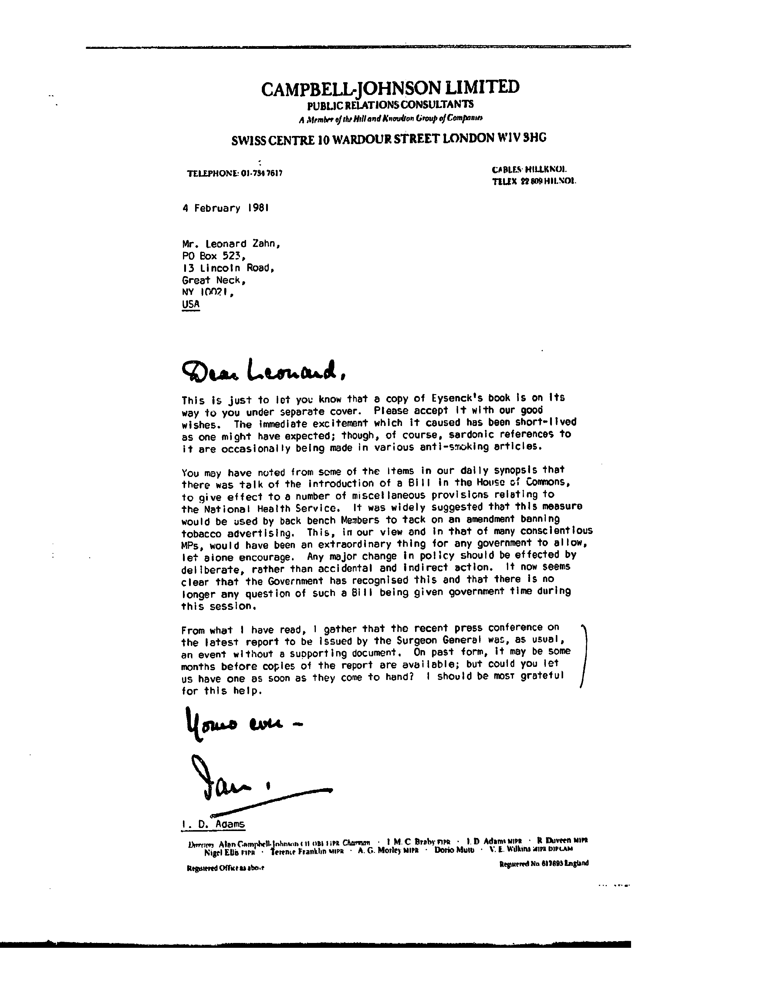 CAMPBELL-JOHNSON LIMITED
PUBLIC RELATIONS CONSULTANTS
A Member of the Hill and Knowlton Group of Companies
SWISS CENTRE 10 WARDOUR STREET LONDON W1V 3HG
TELEPHONE: 01-734 7617
CABLES: HILLKNOL
TELEX 22 809 HILNOL
4 February 1981
Mr. Leonard Zahn,
PO Box 523,
13 Lincoln Road,
Great Neck,
NY 10021,
USA
Dear Leonard,
This is just to let you know that a copy of Eysenck's book is on its
way to you under separate cover. Please accept it with our good
wishes. The immediate excitement which it caused has been short-lived
as one might have expected; though, of course, sardonic references to
it are occasionally being made in various anti-smoking articles.
You may have noted from some of the items in our daily synopsis that
there was talk of the introduction of a Bill in the House of Commons,
to give effect to a number of miscellaneous provisions relating to
the National Health Service. It was widely suggested that this measure
would be used by back bench Members to tack on an amendment banning
tobacco advertising. This, in our view and in that of many conscientious
MPs, would have been an extraordinary thing for any government to allow,
let alone encourage. Any major change in policy should be effected by
deliberate, rather than accidental and indirect action. It now seems
clear that the Government has recognised this and that there is no
longer any question of such a Bill being given government time during
this session.
From what I have read, I gather that the recent press conference on
the latest report to be issued by the Surgeon General was, as usual,
an event without a supporting document. On past form, it may be some
months before copies of the report are available; but could you let
us have one as soon as they come to hand? I should be most grateful
for this help.
Yours ever -
Ian.
I. D. Adams
Directors Alan Campbell-Johnson CIE OBE FIPR Chairman · I M. C Braby FIPR · I. D Adams MIPR · R Duveen MIPR
Nigel Ellis FIPR · Terence Franklin MIPR · A. G. Morley MIPR · Dorio Mutti · V. E. Wilkins MIPR DIPCAM
Registered Office as above
Registered No 617693 England